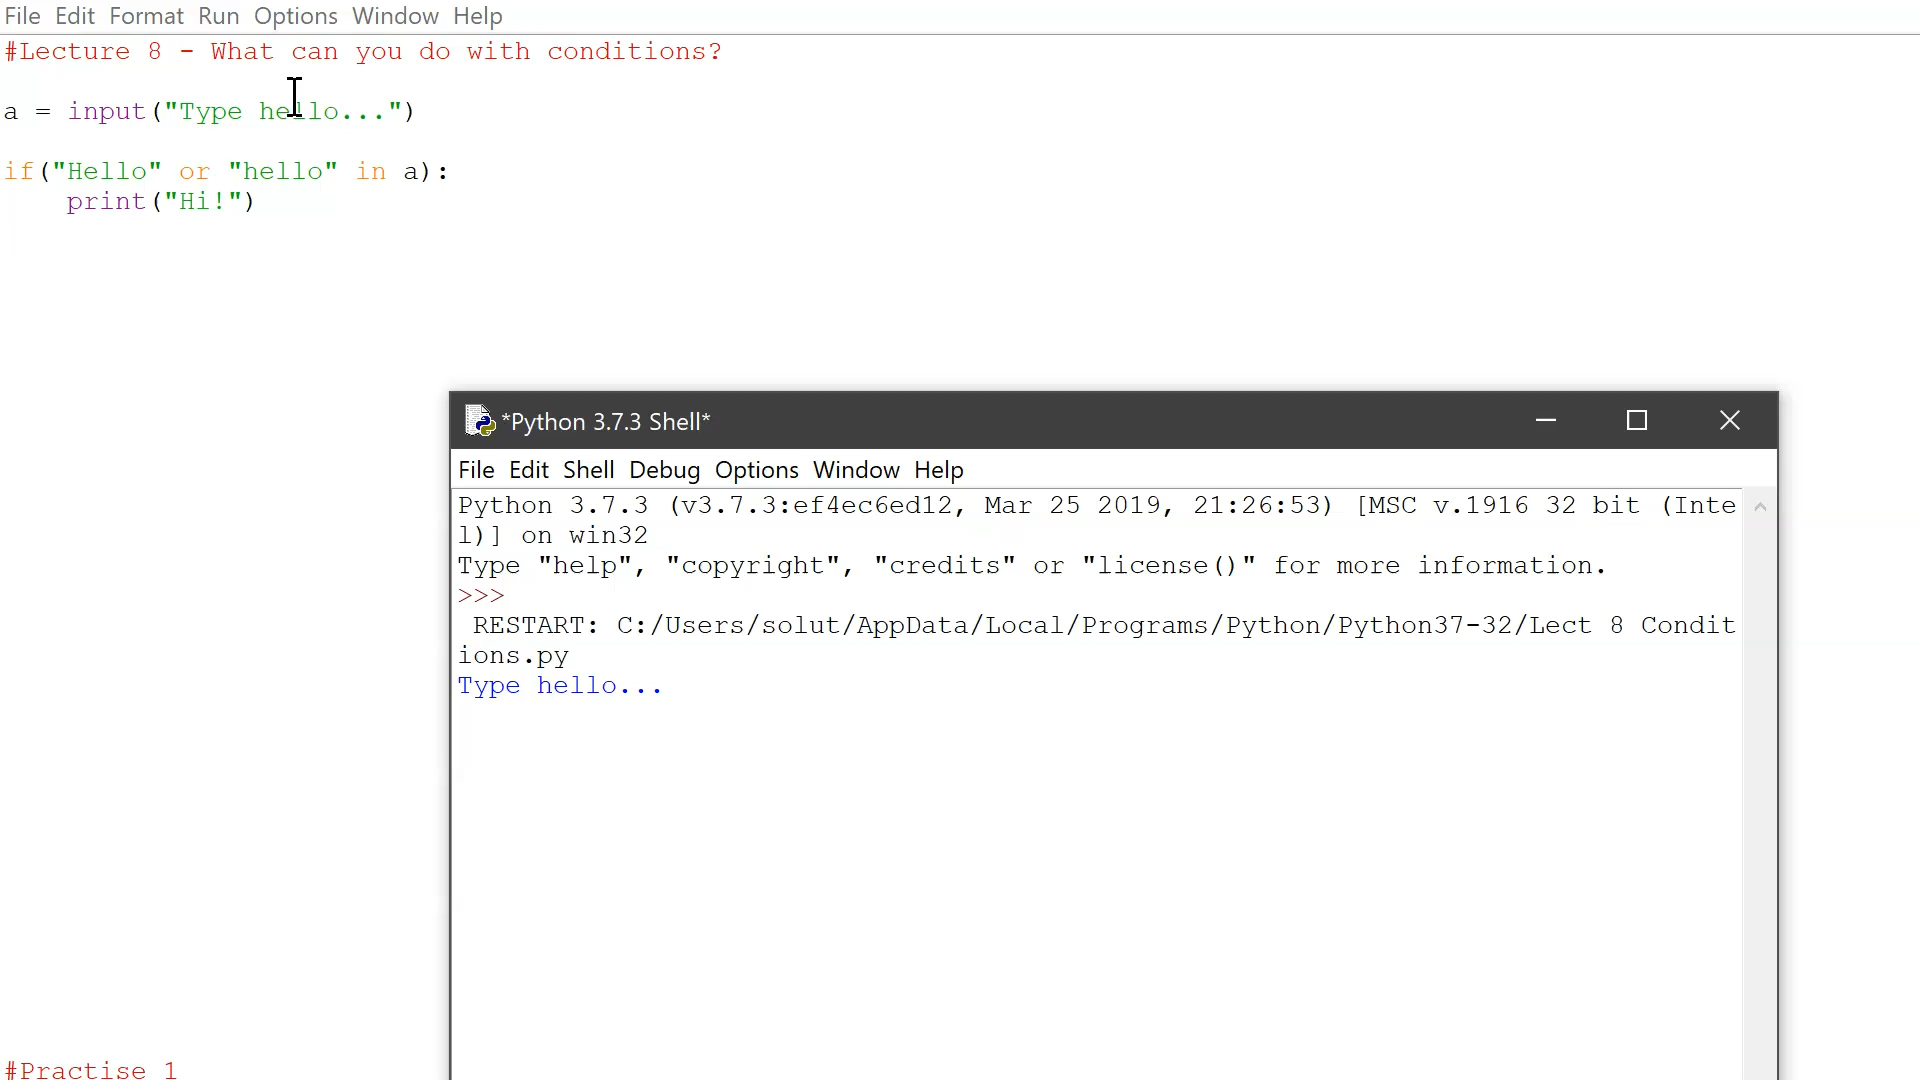 File Edit Format Run Options Window Help
#Lecture 8 - What can you do with conditions?
a = input("Type hello...")
if("Hello" or "hello" in a):
    print("Hi!")
*Python 3.7.3 Shell*
File Edit Shell Debug Options Window Help
Python 3.7.3 (v3.7.3:ef4ec6ed12, Mar 25 2019, 21:26:53) [MSC v.1916 32 bit (Inte
l)] on win32
Type "help", "copyright", "credits" or "license()" for more information.
>>>
 RESTART: C:/Users/solut/AppData/Local/Programs/Python/Python37-32/Lect 8 Condit
ions.py
Type hello...
#Practise 1